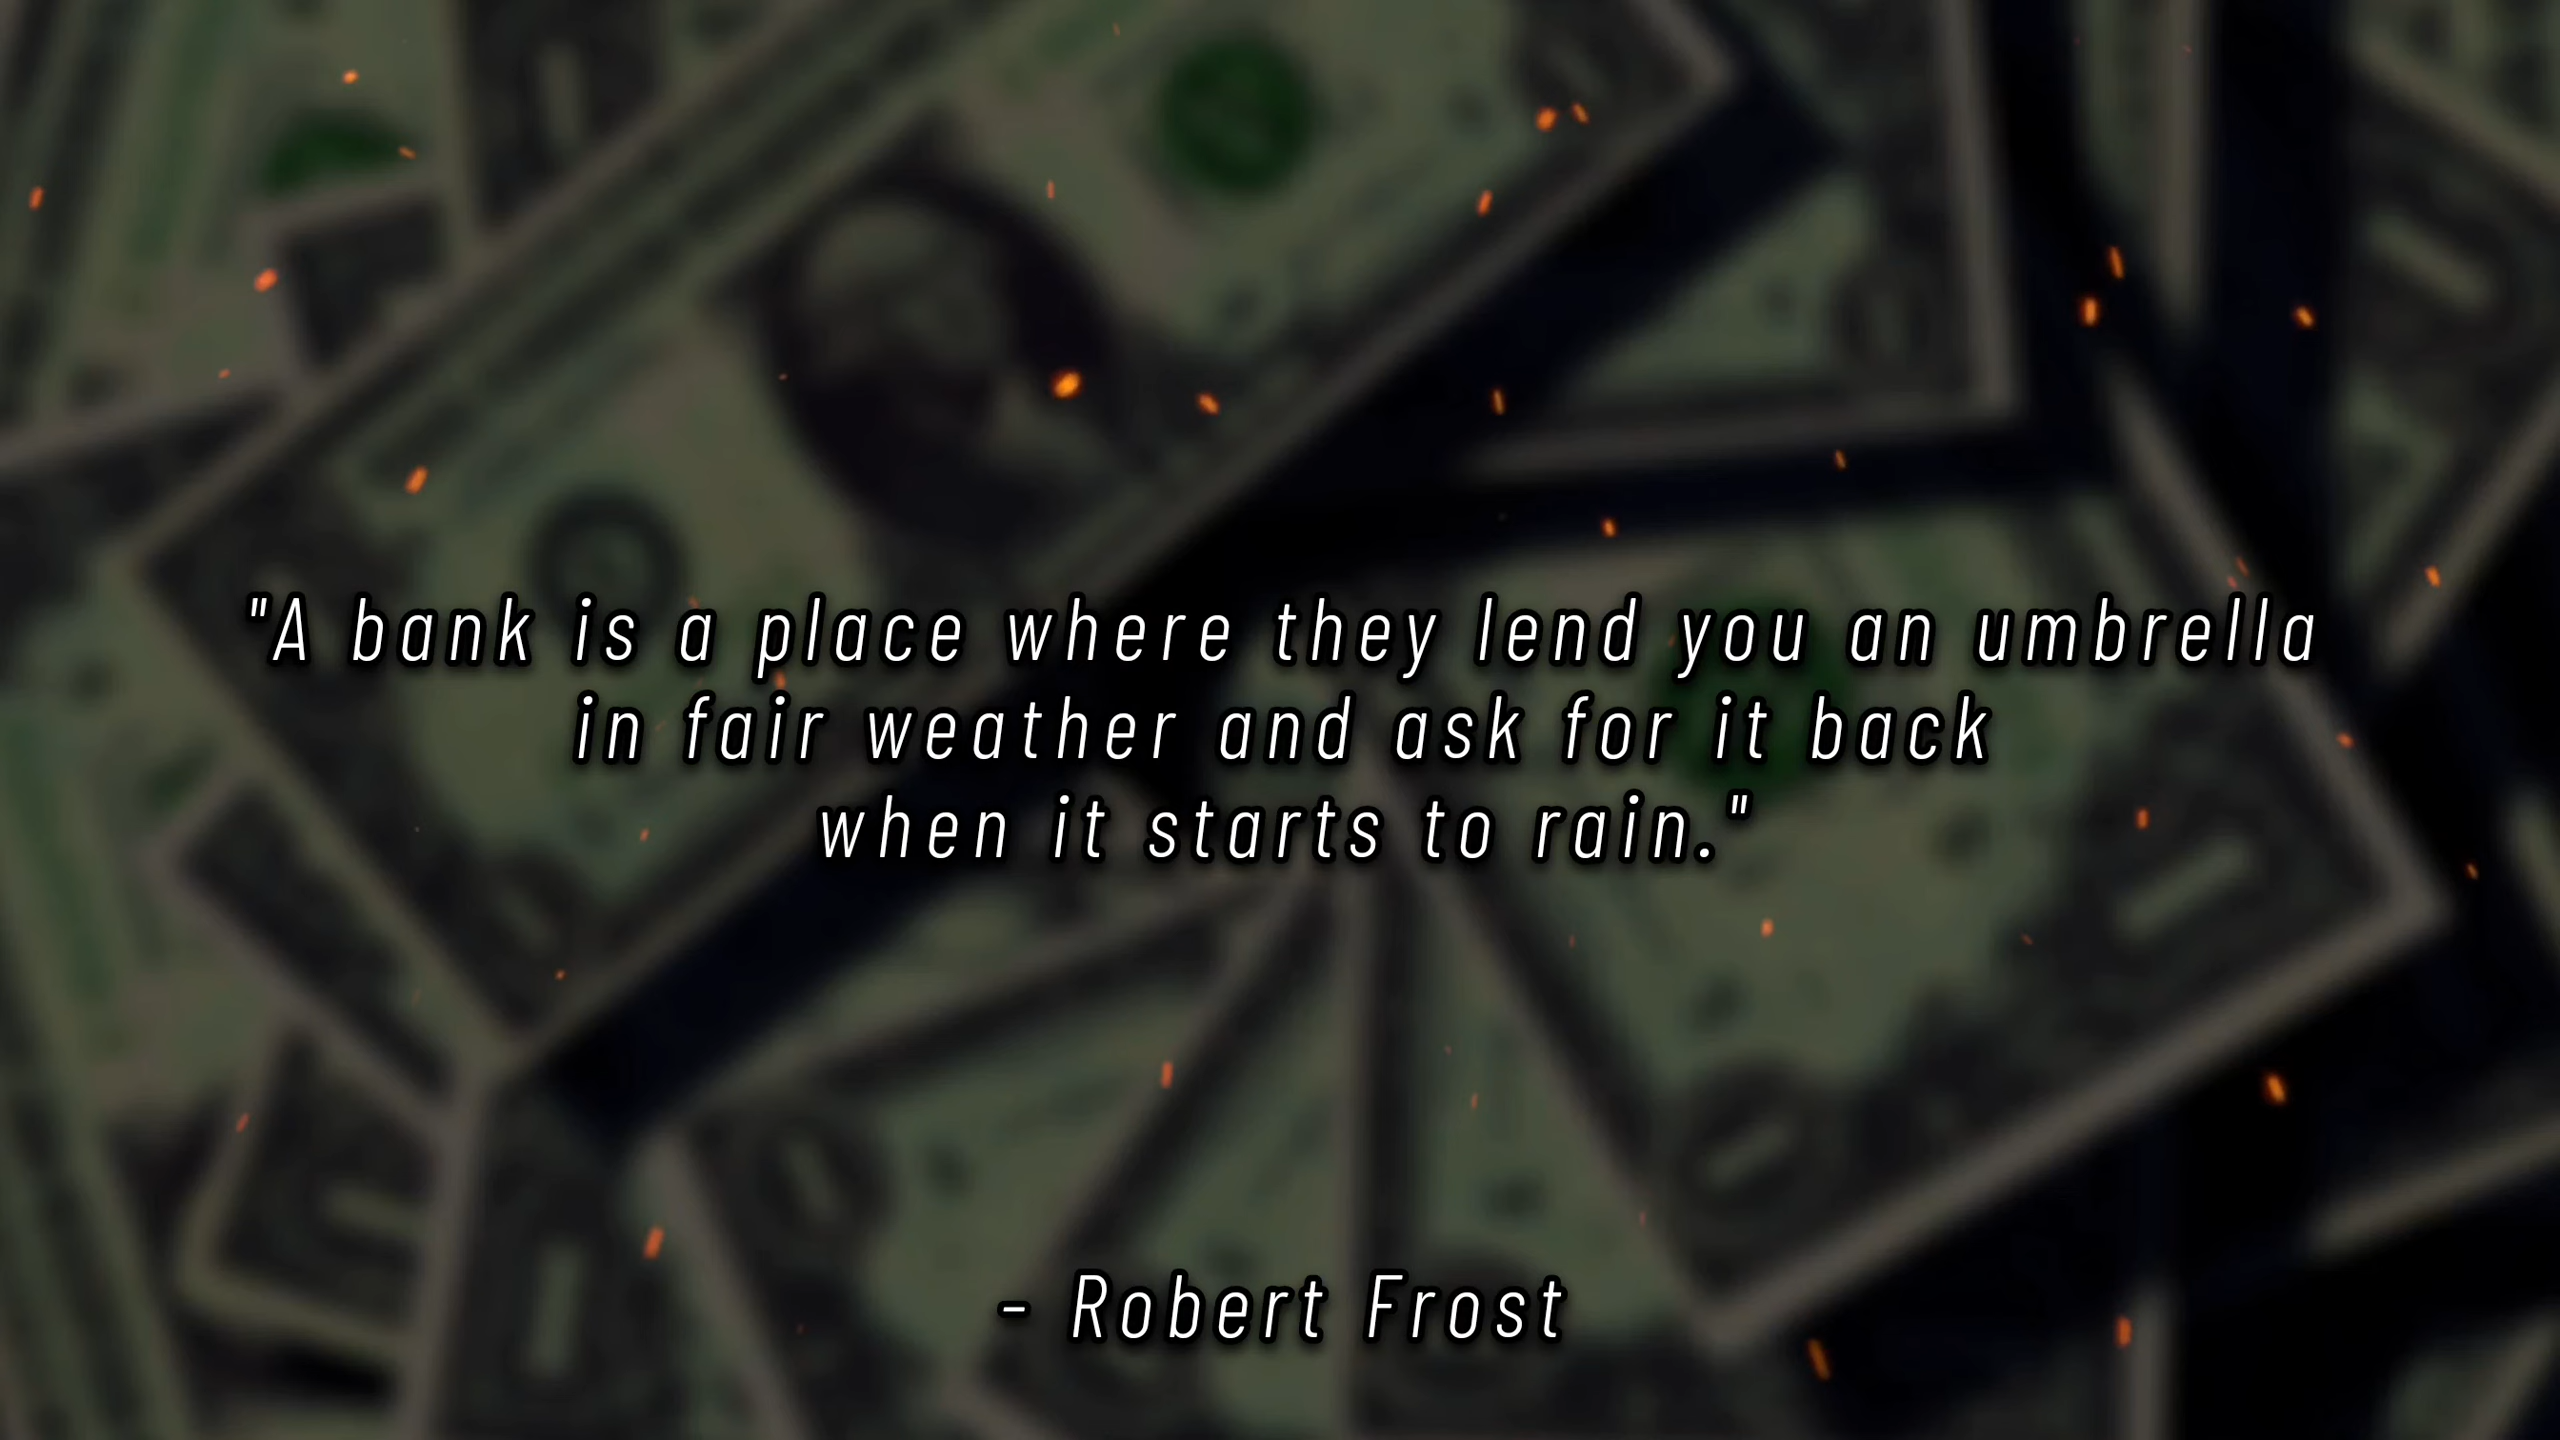 "A bank is a place where they lend you an umbrella
in fair weather and ask for it back
when it starts to rain."
- Robert Frost